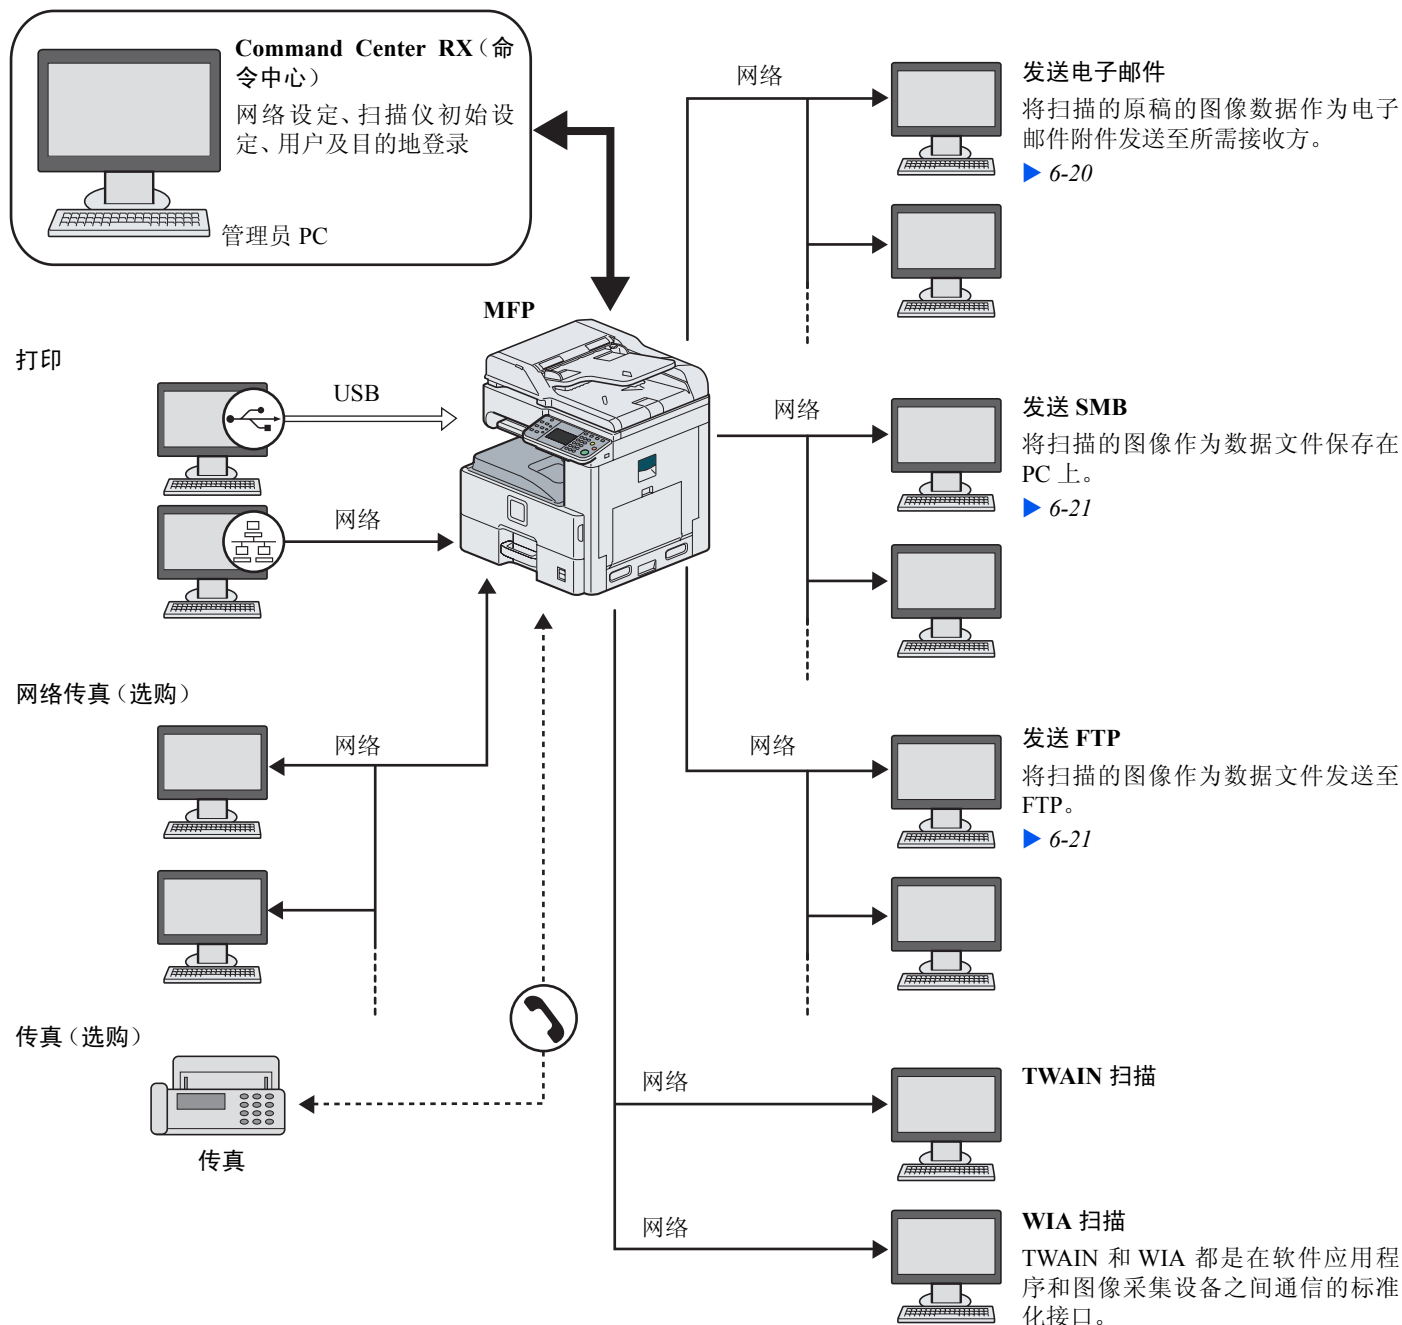 Command Center RX（命
令中心）
网络设定、扫描仪初始设
定、用户及目的地登录
管理员 PC
网络
发送电子邮件
将扫描的原稿的图像数据作为电子
邮件附件发送至所需接收方。
6-20
MFP
打印
USB
网络
网络
发送 SMB
将扫描的图像作为数据文件保存在
PC 上。
6-21
网络传真（选购）
网络
网络
发送 FTP
将扫描的图像作为数据文件发送至
FTP。
6-21
传真（选购）
传真
网络
TWAIN 扫描
网络
WIA 扫描
TWAIN 和 WIA 都是在软件应用程
序和图像采集设备之间通信的标准
化接口。